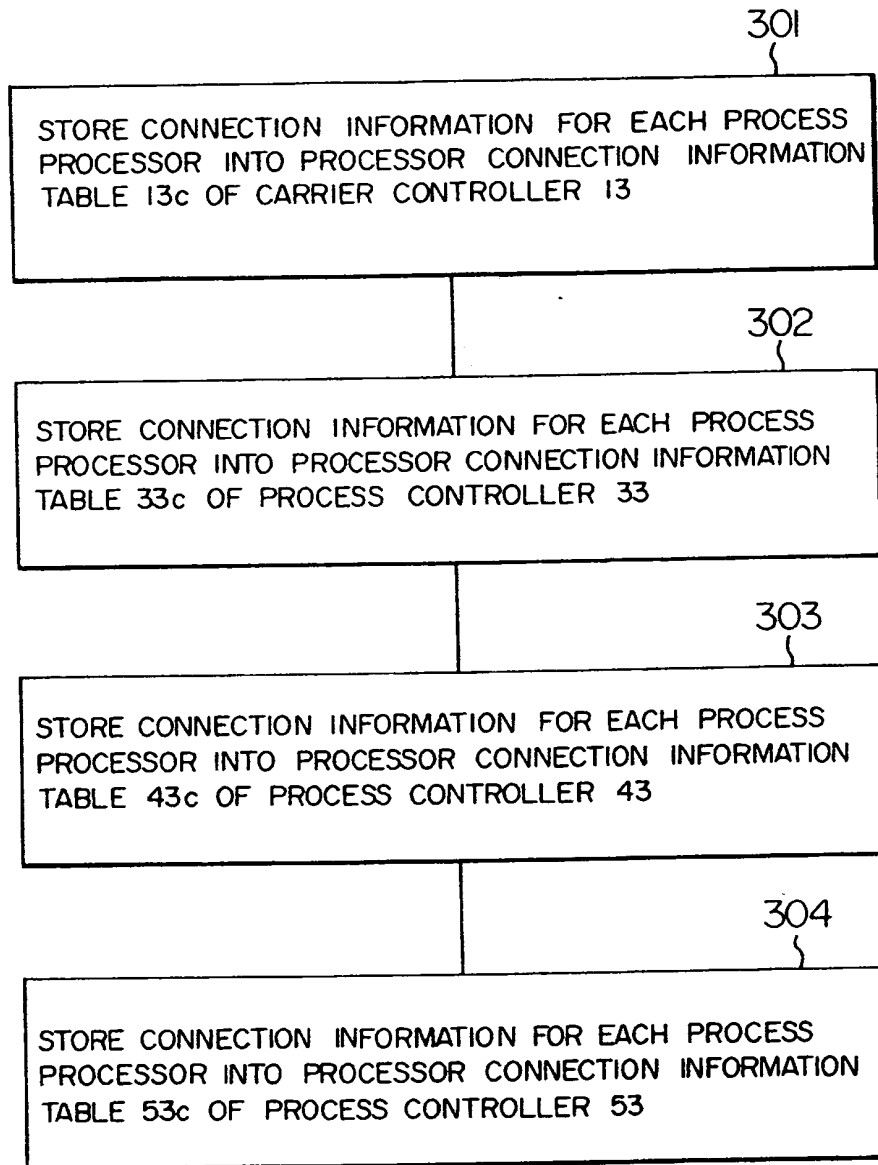 301
STORE CONNECTION INFORMATION FOR EACH PROCESS
PROCESSOR INTO PROCESSOR CONNECTION INFORMATION
TABLE 13c OF CARRIER CONTROLLER 13
302
STORE CONNECTION INFORMATION FOR EACH PROCESS
PROCESSOR INTO PROCESSOR CONNECTION INFORMATION
TABLE 33c OF PROCESS CONTROLLER 33
303
STORE CONNECTION INFORMATION FOR EACH PROCESS
PROCESSOR INTO PROCESSOR CONNECTION INFORMATION
TABLE 43c OF PROCESS CONTROLLER 43
304
STORE CONNECTION INFORMATION FOR EACH PROCESS
PROCESSOR INTO PROCESSOR CONNECTION INFORMATION
TABLE 53c OF PROCESS CONTROLLER 53